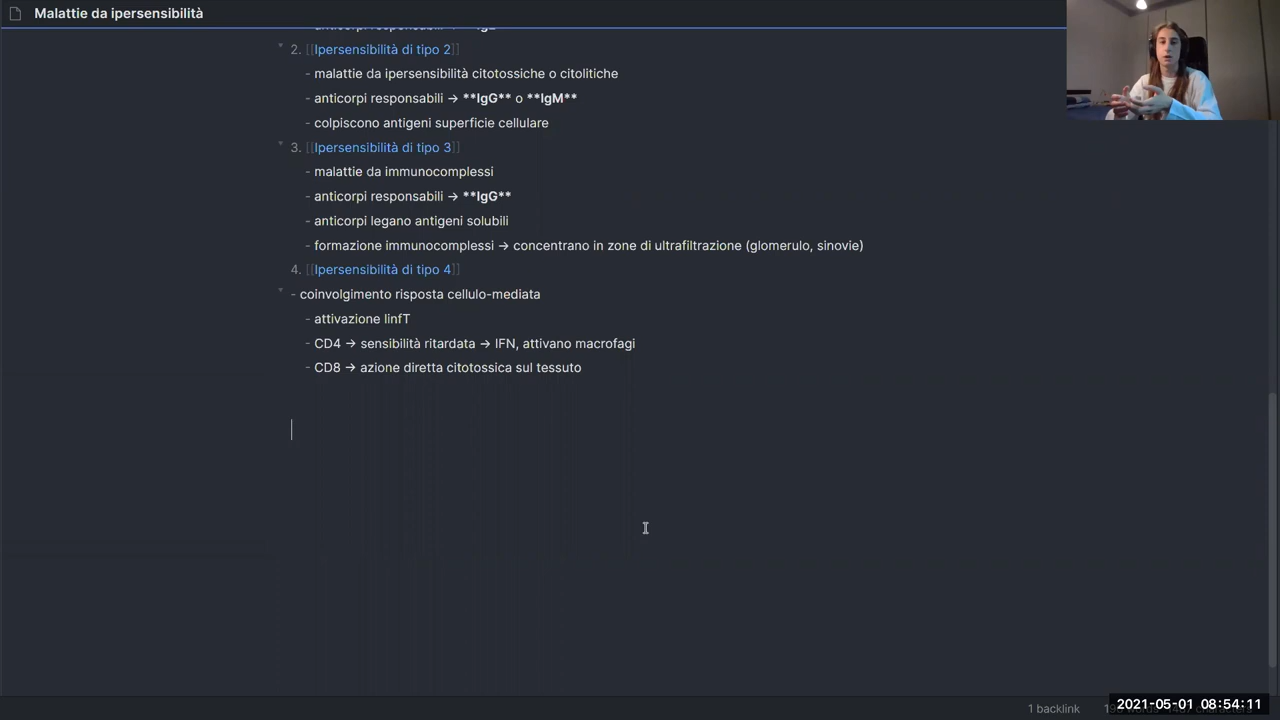 Malattie da ipersensibilità
2. [[Ipersensibilità di tipo 2]]
- malattie da ipersensibilità citotossiche o citolitiche
- anticorpi responsabili → **IgG** o **IgM**
- colpiscono antigeni superficie cellulare
3. [[Ipersensibilità di tipo 3]]
- malattie da immunocomplessi
- anticorpi responsabili → **IgG**
- anticorpi legano antigeni solubili
- formazione immunocomplessi → concentrano in zone di ultrafiltrazione (glomerulo, sinovie)
4. [[Ipersensibilità di tipo 4]]
- coinvolgimento risposta cellulo-mediata
- attivazione linfT
- CD4 → sensibilità ritardata → IFN, attivano macrofagi
- CD8 → azione diretta citotossica sul tessuto
1 backlink
2021-05-01 08:54:11